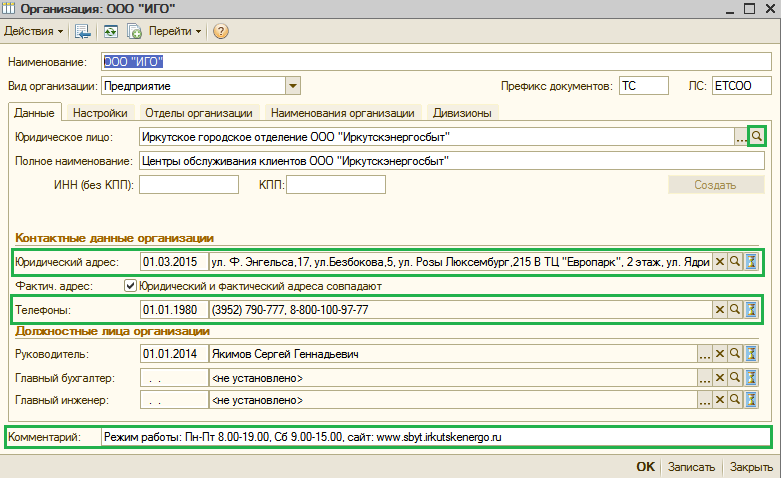 Организация: ООО "ИГО"
Действия Перейти
Наименование: ООО "ИГО"
Вид организации: Предприятие Префикс документов: ТС ЛС: ЕТСОО
Данные Настройки Отделы организации Наименования организации Дивизионы
Юридическое лицо: Иркутское городское отделение ООО "Иркутскэнергосбыт" ...
Полное наименование: Центры обслуживания клиентов ООО "Иркутскэнергосбыт"
ИНН (без КПП): КПП: Создать
Контактные данные организации
Юридический адрес: 01.03.2015 ул. Ф. Энгельса,17, ул.Безбокова,5, ул. Розы Люксембург,215 В ТЦ "Европарк", 2 этаж, ул. Ядри
Фактич. адрес: Юридический и фактический адреса совпадают
Телефоны: 01.01.1980 (3952) 790-777, 8-800-100-97-77
Должностные лица организации
Руководитель: 01.01.2014 Якимов Сергей Геннадьевич ...
Главный бухгалтер: . . <не установлено> ...
Главный инженер: . . <не установлено> ...
Комментарий: Режим работы: Пн-Пт 8.00-19.00, Сб 9.00-15.00, сайт: www.sbyt.irkutskenergo.ru
OK Записать Закрыть